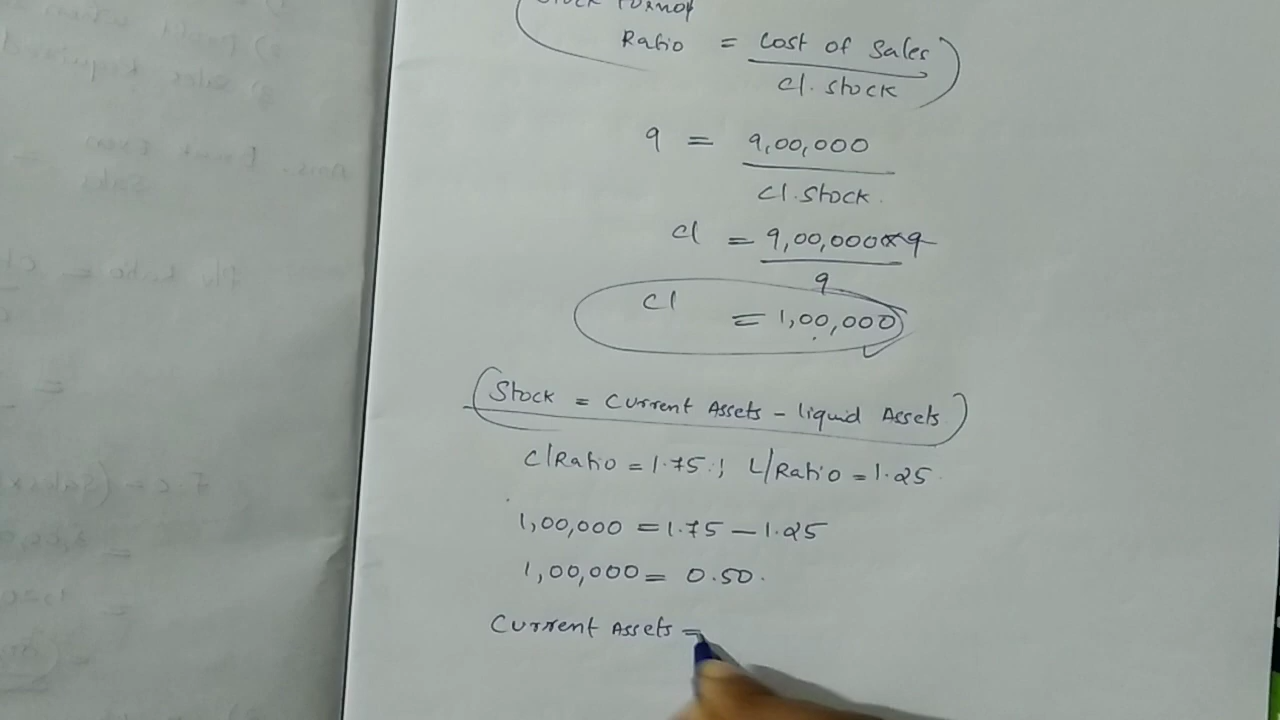 Stock
Ratio = Cost of Sales
Cl. Stock
9 = 9,00,000
Cl. Stock
Cl = 9,00,000 × 9
9
Cl = 1,00,000
Stock = Current Assets - liquid Assets
C/Ratio = 1.75 ; L/Ratio = 1.25
1,00,000 = 1.75 - 1.25
1,00,000 = 0.50.
Current Assets =